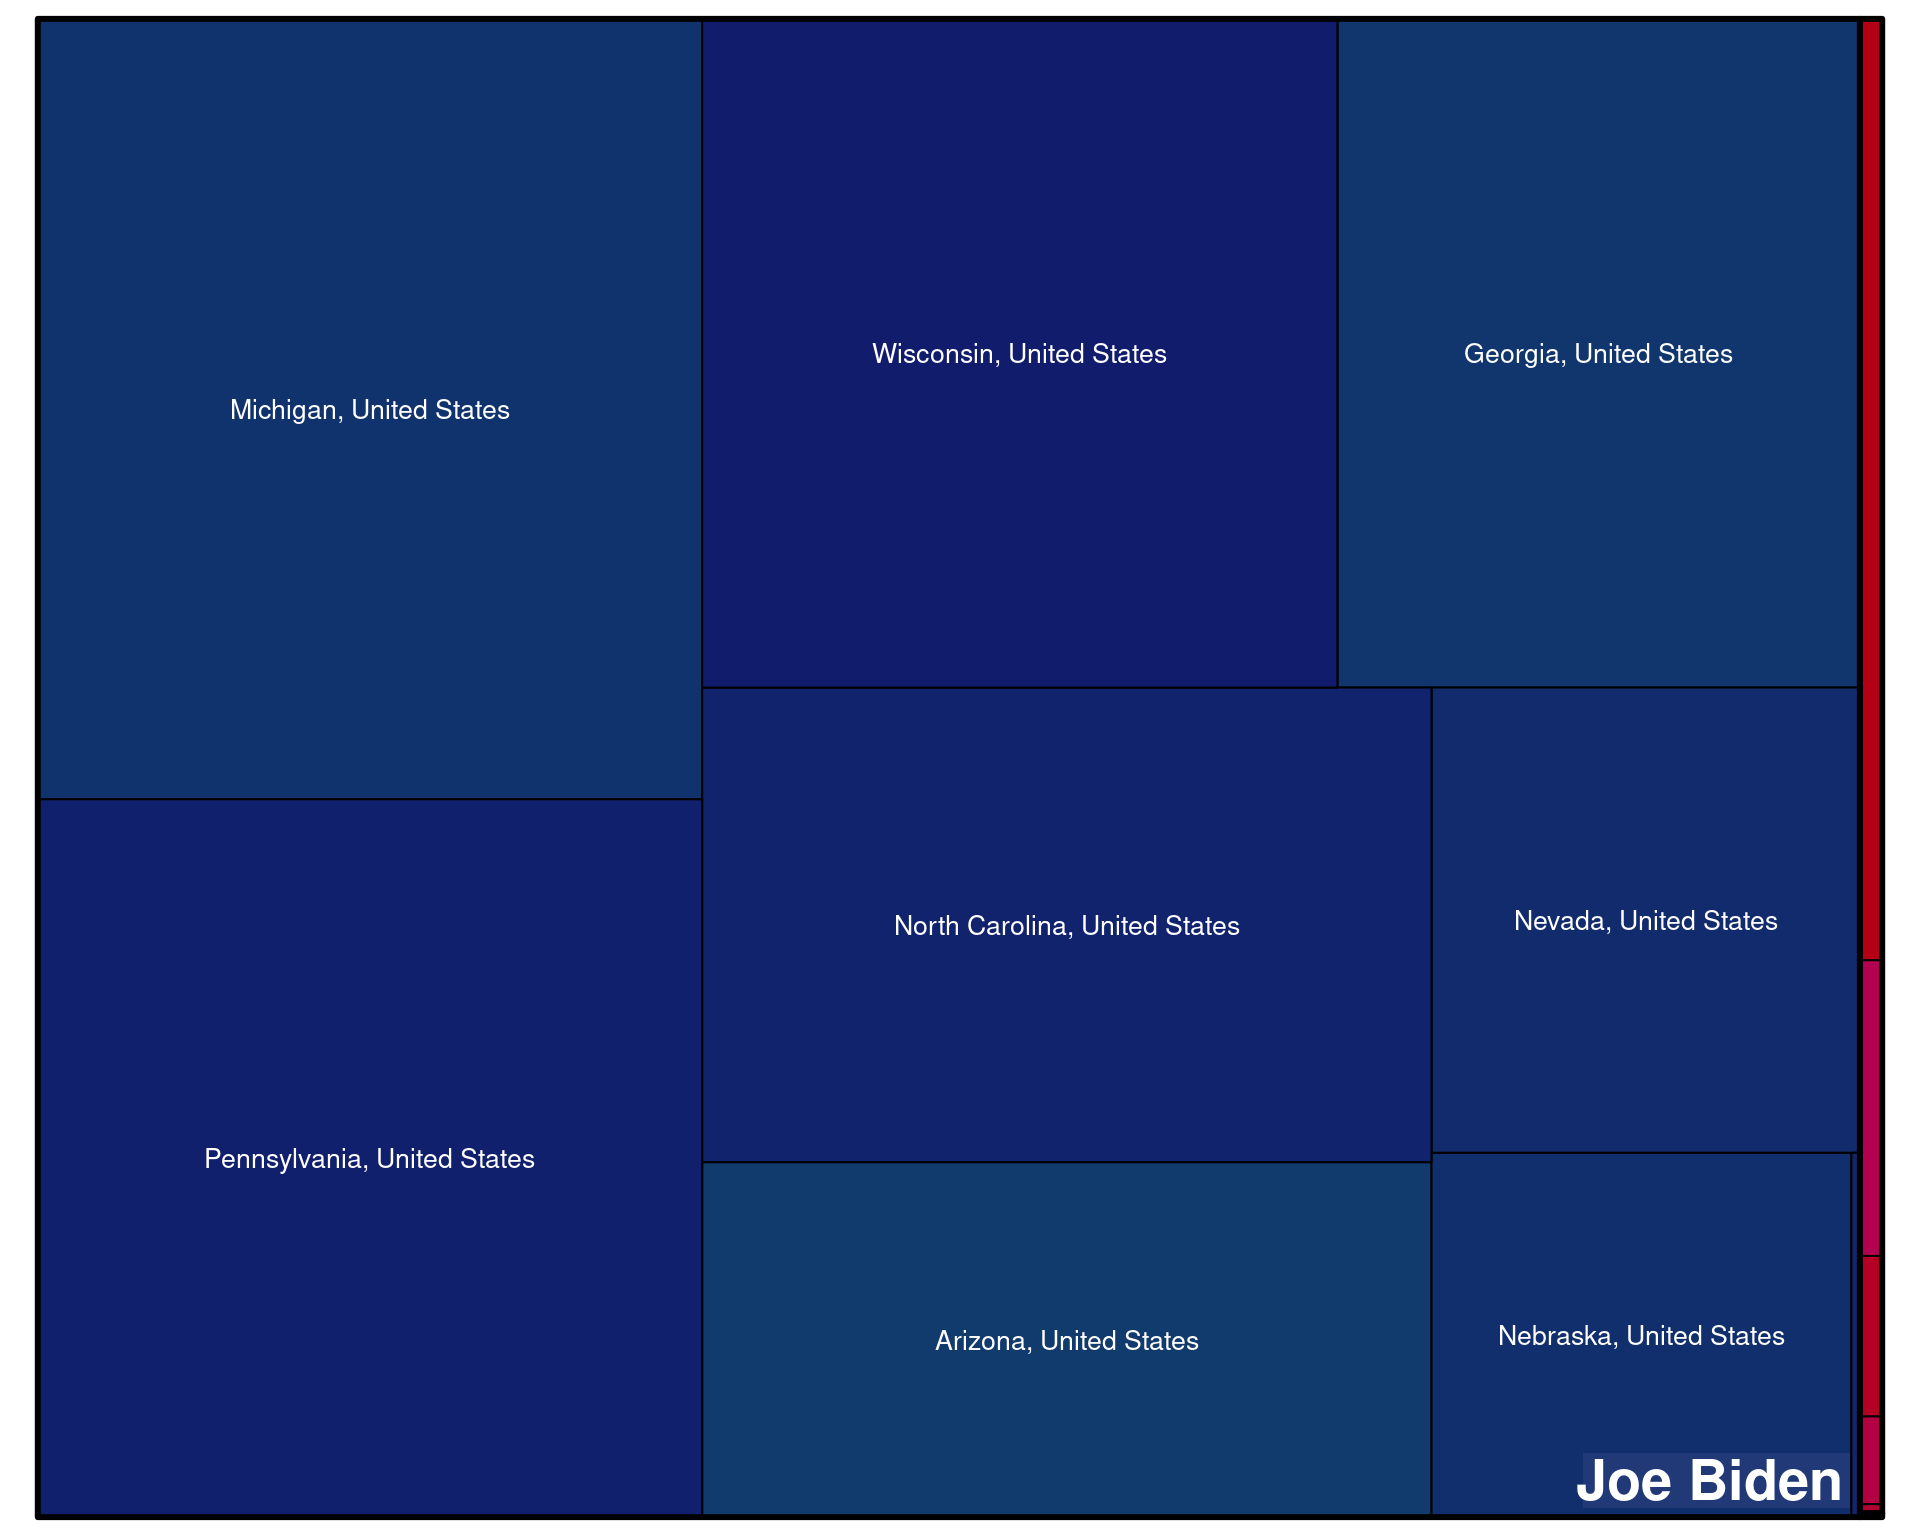 Michigan, United States
Wisconsin, United States
Georgia, United States
Pennsylvania, United States
North Carolina, United States
Nevada, United States
Arizona, United States
Nebraska, United States
Joe Biden